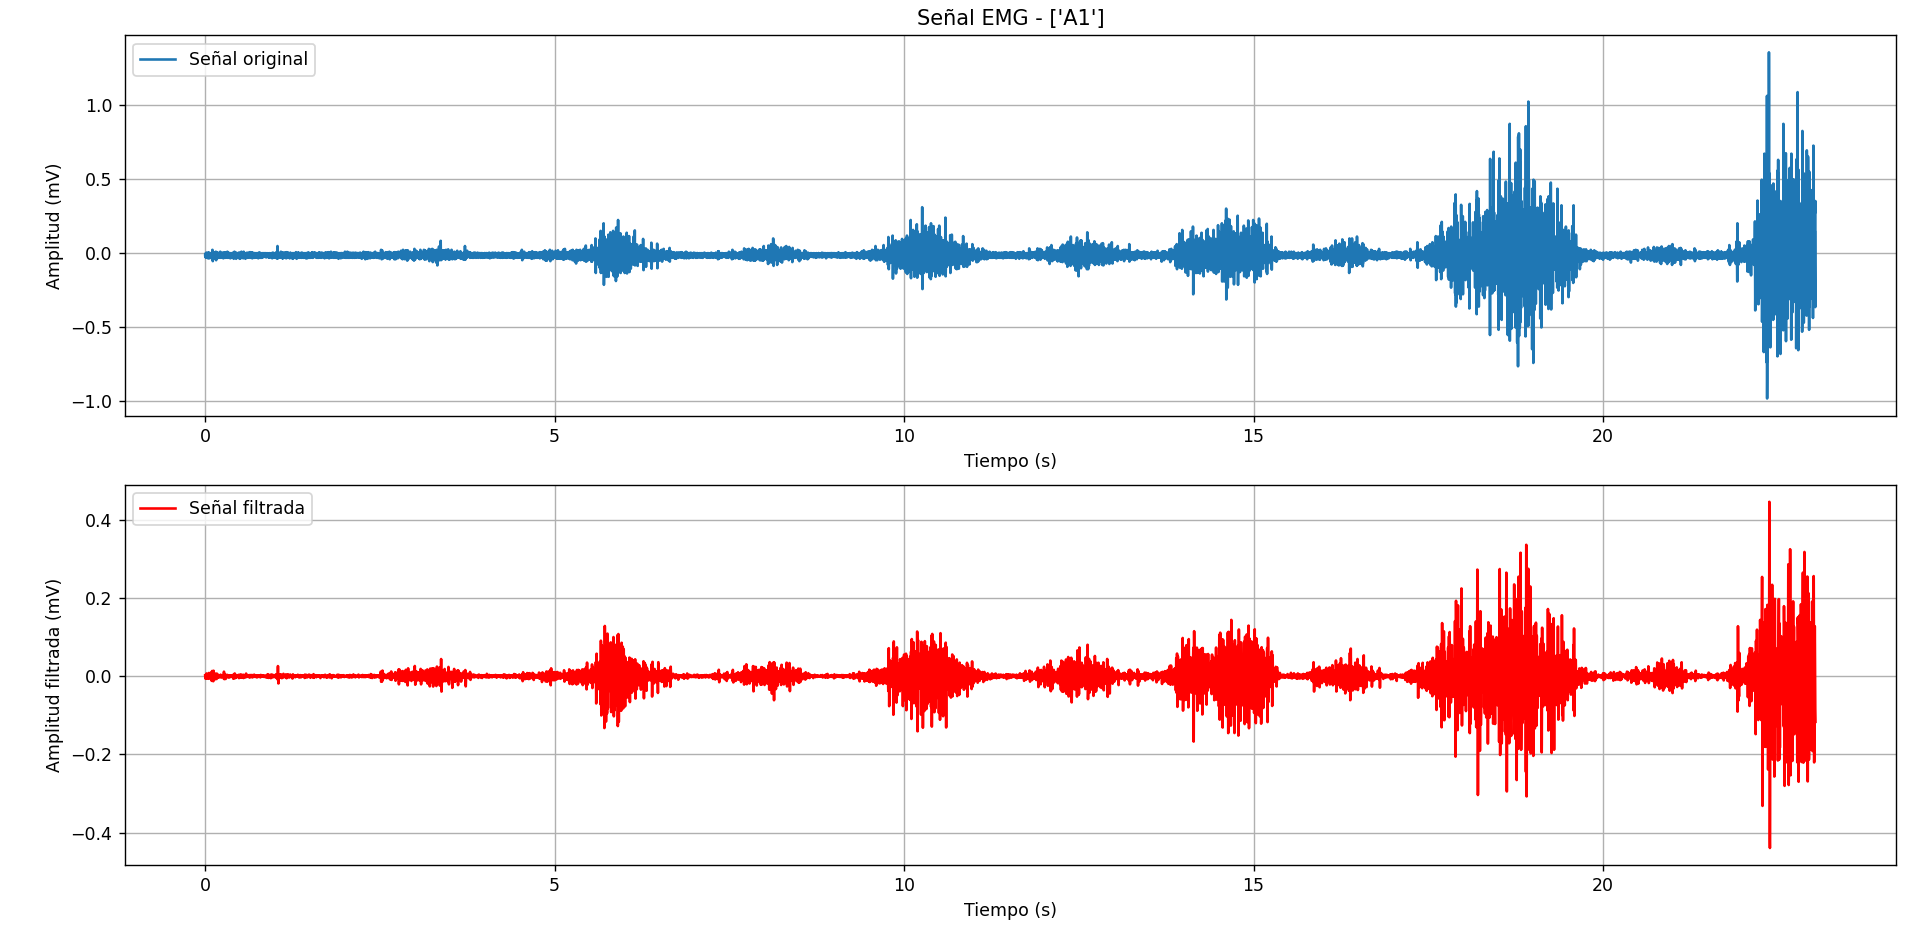 Señal EMG - ['A1']
Señal original
Amplitud (mV)
1.0
0.5
0.0
−0.5
−1.0
0 5 10 15 20
Tiempo (s)
Señal filtrada
Amplitud filtrada (mV)
0.4
0.2
0.0
−0.2
−0.4
0 5 10 15 20
Tiempo (s)